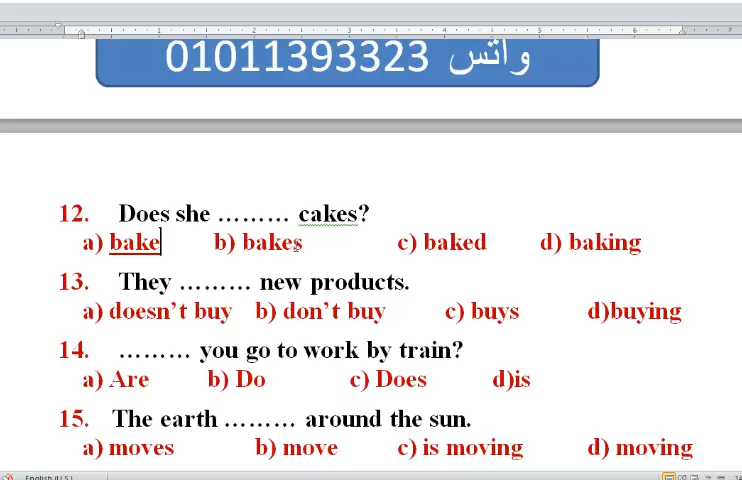 واتس 01011393323
12. Does she ……… cakes?
a) bake b) bakes c) baked d) baking
13. They ……… new products.
a) doesn’t buy b) don’t buy c) buys d)buying
14. ……… you go to work by train?
a) Are b) Do c) Does d)is
15. The earth ……… around the sun.
a) moves b) move c) is moving d) moving
English (U.S.)